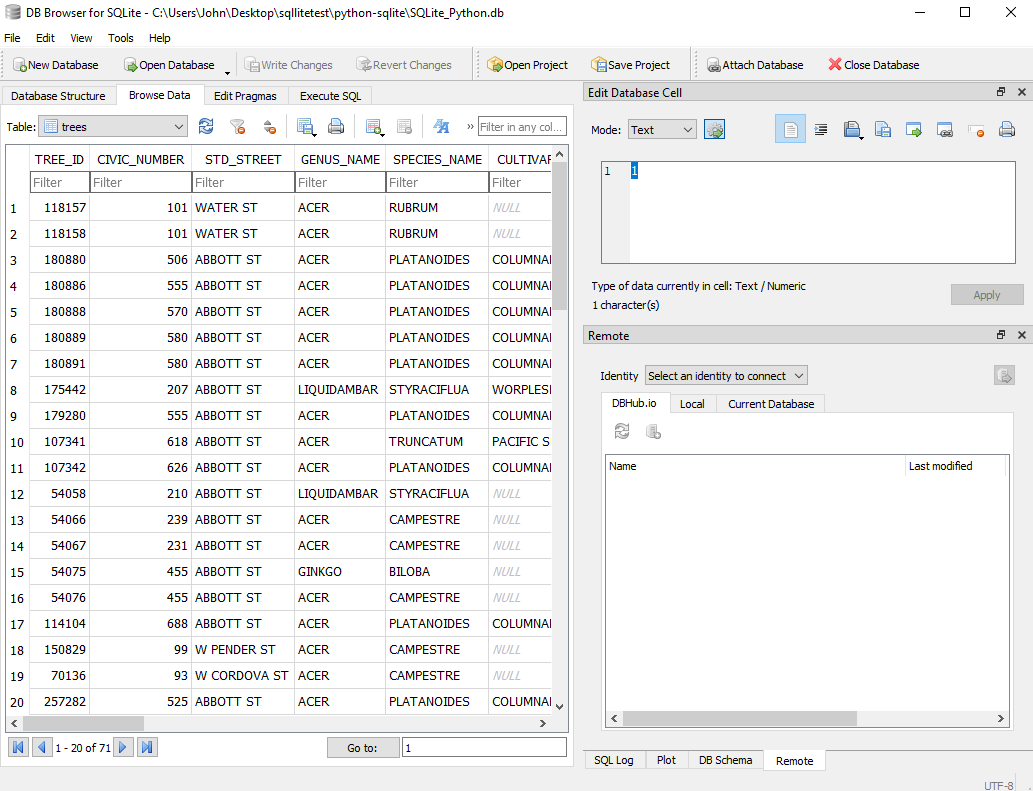 DB Browser for SQLite - C:\Users\John\Desktop\sqllitetest\python-sqlite\SQLite_Python.db
File Edit View Tools Help
New Database Open Database Write Changes Revert Changes Open Project Save Project Attach Database Close Database
Database Structure Browse Data Edit Pragmas Execute SQL
Table: trees » Filter in any col...
TREE_ID CIVIC_NUMBER STD_STREET GENUS_NAME SPECIES_NAME CULTIVAR
Filter Filter Filter Filter Filter Filter
1 118157 101 WATER ST ACER RUBRUM NULL
2 118158 101 WATER ST ACER RUBRUM NULL
3 180880 506 ABBOTT ST ACER PLATANOIDES COLUMNAR
4 180886 555 ABBOTT ST ACER PLATANOIDES COLUMNAR
5 180888 570 ABBOTT ST ACER PLATANOIDES COLUMNAR
6 180889 580 ABBOTT ST ACER PLATANOIDES COLUMNAR
7 180891 580 ABBOTT ST ACER PLATANOIDES COLUMNAR
8 175442 207 ABBOTT ST LIQUIDAMBAR STYRACIFLUA WORPLES
9 179280 555 ABBOTT ST ACER PLATANOIDES COLUMNAR
10 107341 618 ABBOTT ST ACER TRUNCATUM PACIFIC S
11 107342 626 ABBOTT ST ACER PLATANOIDES COLUMNAR
12 54058 210 ABBOTT ST LIQUIDAMBAR STYRACIFLUA NULL
13 54066 239 ABBOTT ST ACER CAMPESTRE NULL
14 54067 231 ABBOTT ST ACER CAMPESTRE NULL
15 54075 455 ABBOTT ST GINKGO BILOBA NULL
16 54076 455 ABBOTT ST ACER CAMPESTRE NULL
17 114104 688 ABBOTT ST ACER PLATANOIDES COLUMNAR
18 150829 99 W PENDER ST ACER CAMPESTRE NULL
19 70136 93 W CORDOVA ST ACER CAMPESTRE NULL
20 257282 525 ABBOTT ST ACER PLATANOIDES COLUMNAR
1 - 20 of 71 Go to: 1
Edit Database Cell
Mode: Text
1 1
Type of data currently in cell: Text / Numeric
1 character(s)
Apply
Remote
Identity Select an identity to connect
DBHub.io Local Current Database
Name Last modified
SQL Log Plot DB Schema Remote
UTF-8